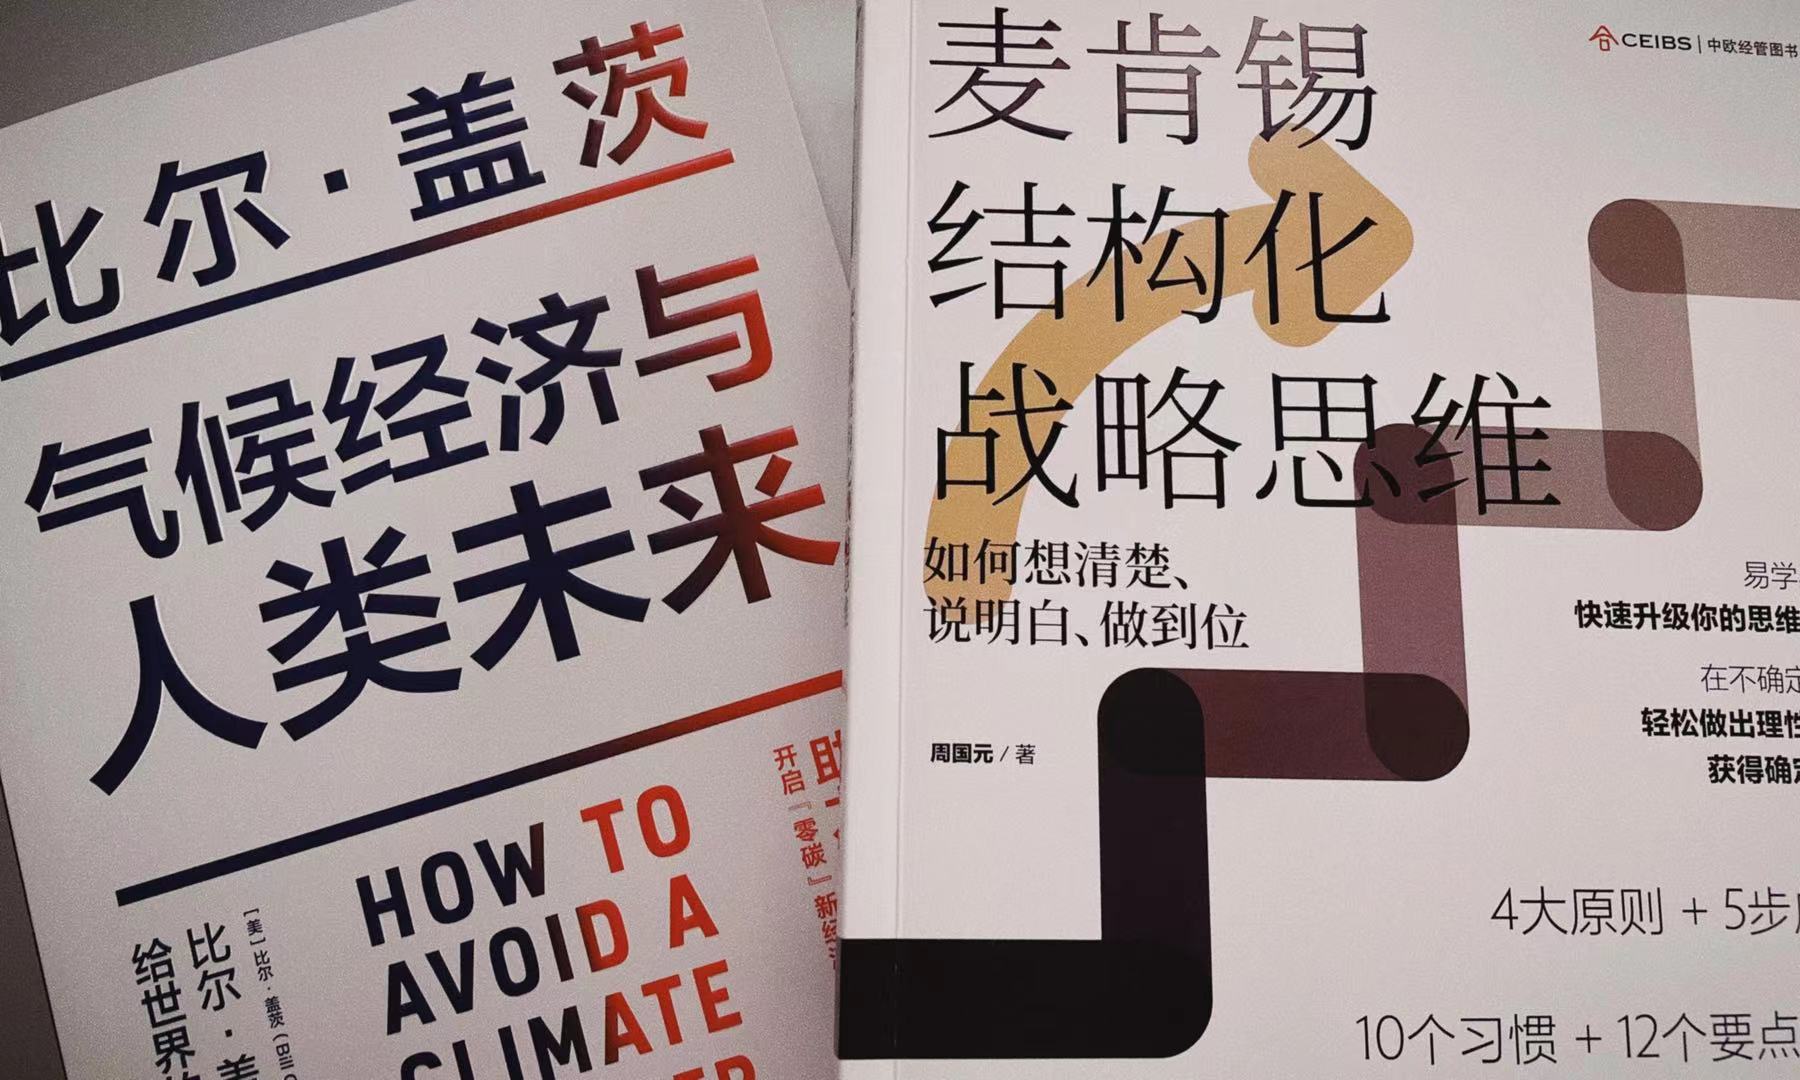 比尔·盖茨
气候经济与
人类未来
HOW TO
AVOID A
CLIMATE
开启『零碳』新经济
[美]比尔·盖茨
比尔·盖
给世界
麦肯锡
结构化
战略思维
如何想清楚、
说明白、做到位
周国元 / 著
CEIBS | 中欧经管图书
易学
快速升级你的思维
在不确定
轻松做出理性
获得确定
4大原则 + 5步
10个习惯 + 12个要点